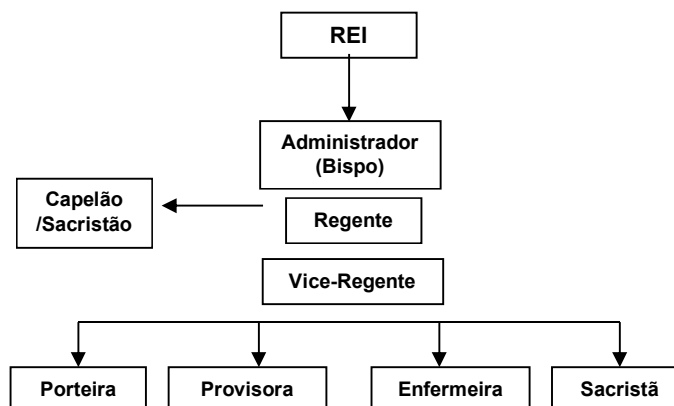 REI
Administrador
(Bispo)
Capelão
/Sacristão
Regente
Vice-Regente
Porteira
Provisora
Enfermeira
Sacristã